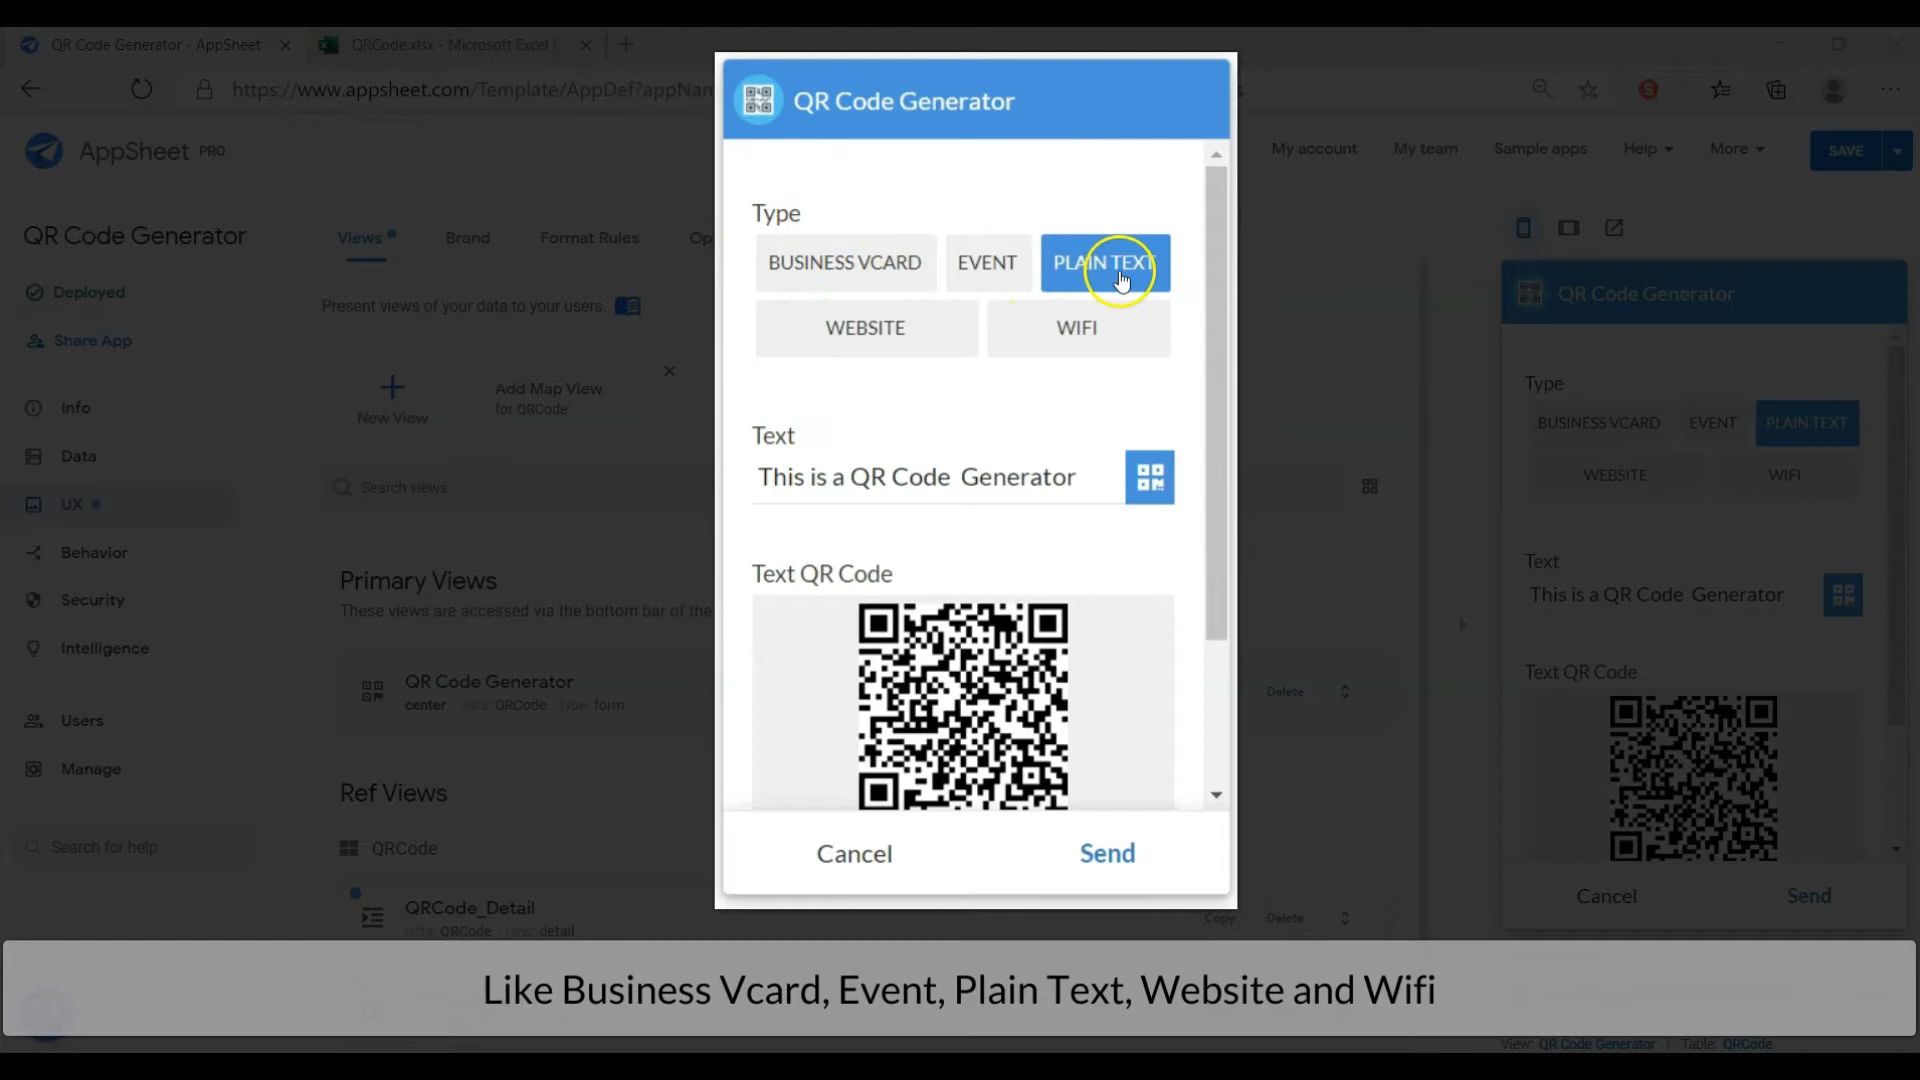 QR Code Generator - AppSheet
QRCode.xlsx - Microsoft Excel
https://www.appsheet.com/Template/AppDef?appNam
AppSheet PRO
My account
My team
Sample apps
Help
More
SAVE
QR Code Generator
Deployed
Share App
Info
Data
UX
Behavior
Security
Intelligence
Users
Manage
Search for help
Views
Brand
Format Rules
Op
Present views of your data to your users.
New View
Add Map View
for QRCode
Search views
Primary Views
These views are accessed via the bottom bar of the
QR Code Generator
center data: QRCode type: form
Delete
Ref Views
QRCode
QRCode_Detail
data: QRCode type: detail
Copy
Delete
QR Code Generator
Type
BUSINESS VCARD
EVENT
PLAIN TEXT
WEBSITE
WIFI
Text
This is a QR Code Generator
Text QR Code
Cancel
Send
QR Code Generator
Type
BUSINESS VCARD
EVENT
PLAIN TEXT
WEBSITE
WIFI
Text
This is a QR Code Generator
Text QR Code
Cancel
Send
Like Business Vcard, Event, Plain Text, Website and Wifi
View: QR Code Generator | Table: QRCode